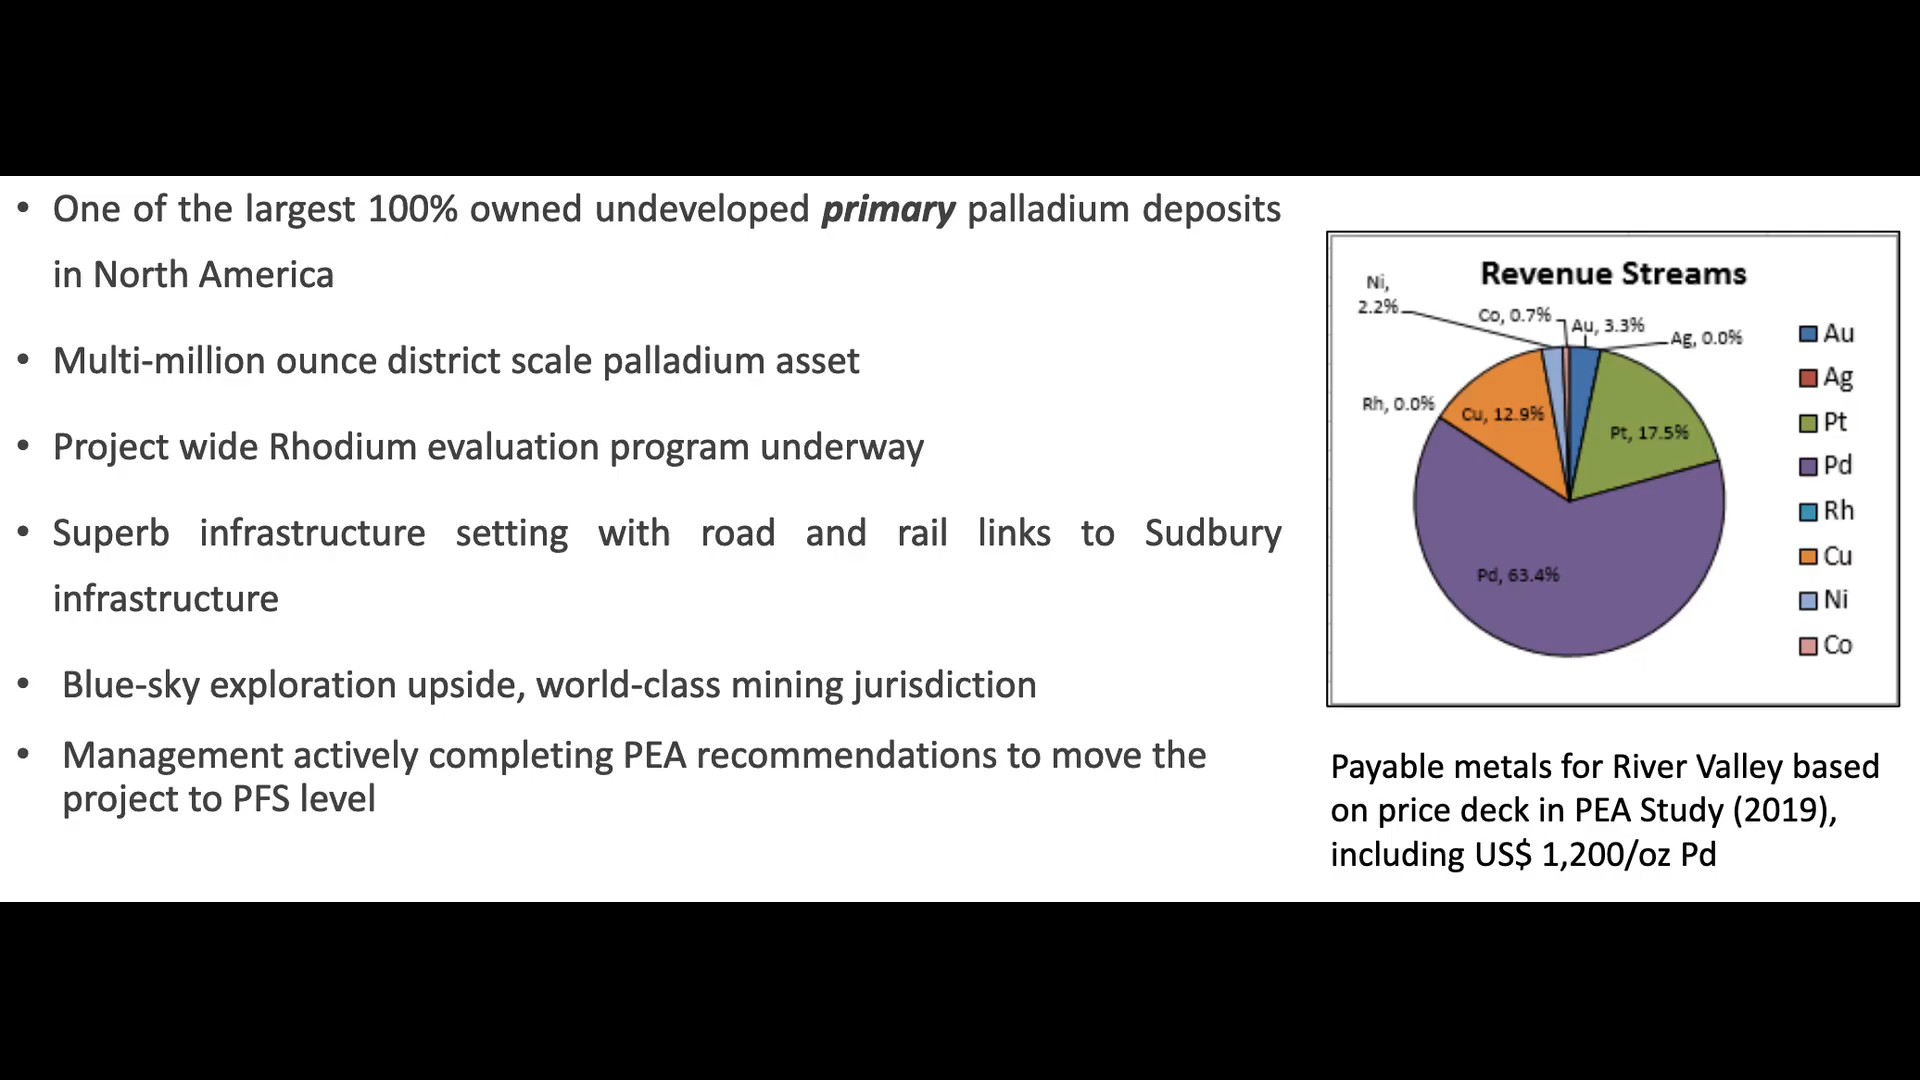 • One of the largest 100% owned undeveloped primary palladium deposits
in North America
• Multi-million ounce district scale palladium asset
• Project wide Rhodium evaluation program underway
• Superb infrastructure setting with road and rail links to Sudbury
infrastructure
• Blue-sky exploration upside, world-class mining jurisdiction
• Management actively completing PEA recommendations to move the
project to PFS level
Revenue Streams
Ni,
2.2%
Co, 0.7%
Au, 3.3%
Ag, 0.0%
Rh, 0.0%
Cu, 12.9%
Pt, 17.5%
Pd, 63.4%
Au
Ag
Pt
Pd
Rh
Cu
Ni
Co
Payable metals for River Valley based
on price deck in PEA Study (2019),
including US$ 1,200/oz Pd